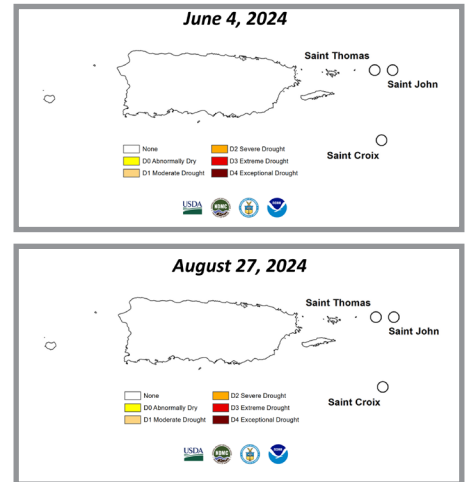 June 4, 2024
Saint Thomas
Saint John
Saint Croix
None
D2 Severe Drought
D0 Abnormally Dry
D3 Extreme Drought
D1 Moderate Drought
D4 Exceptional Drought
USDA
NDMC
August 27, 2024
Saint Thomas
Saint John
Saint Croix
None
D2 Severe Drought
D0 Abnormally Dry
D3 Extreme Drought
D1 Moderate Drought
D4 Exceptional Drought
USDA
NDMC